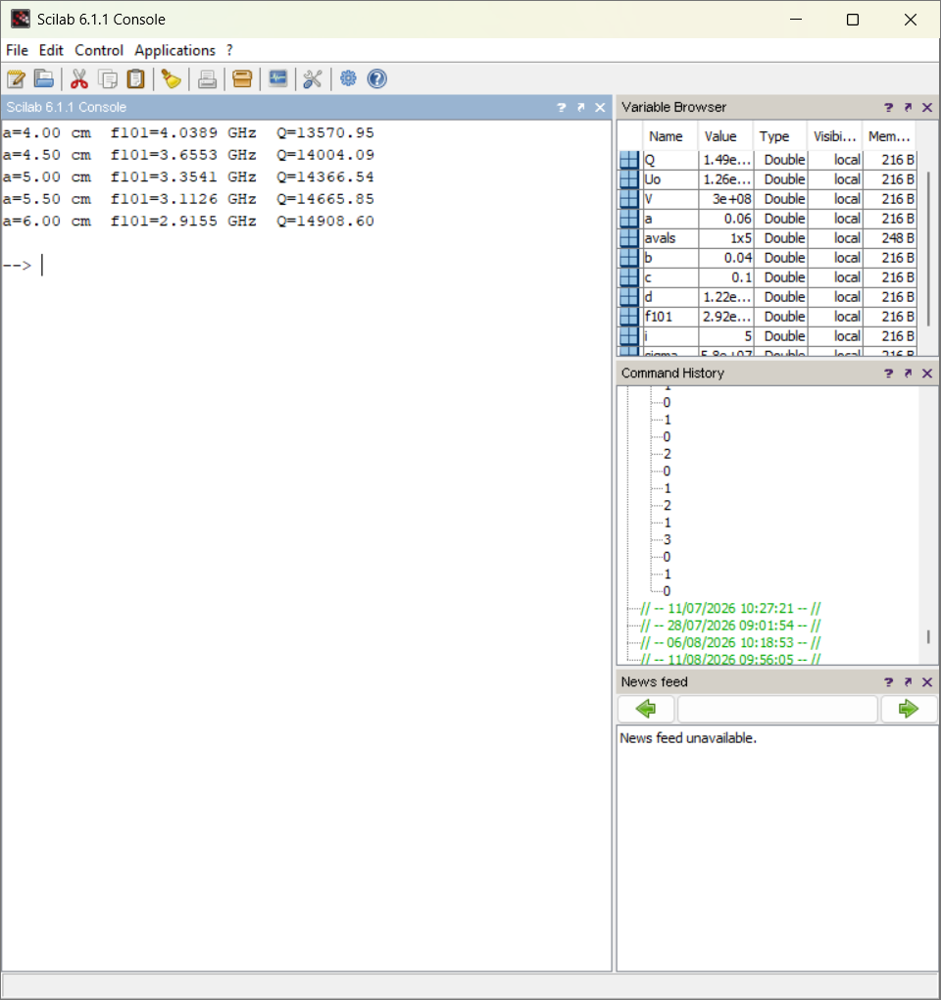 Scilab 6.1.1 Console
File Edit Control Applications ?
Scilab 6.1.1 Console
a=4.00 cm f101=4.0389 GHz Q=13570.95
a=4.50 cm f101=3.6553 GHz Q=14004.09
a=5.00 cm f101=3.3541 GHz Q=14366.54
a=5.50 cm f101=3.1126 GHz Q=14665.85
a=6.00 cm f101=2.9155 GHz Q=14908.60
-->
Variable Browser
Name Value Type Visibi... Mem...
Q 1.49e... Double local 216 B
Uo 1.26e... Double local 216 B
V 3e+08 Double local 216 B
a 0.06 Double local 216 B
avals 1x5 Double local 248 B
b 0.04 Double local 216 B
c 0.1 Double local 216 B
d 1.22e... Double local 216 B
f101 2.92e... Double local 216 B
i 5 Double local 216 B
sigma 5.8e+07 Double local 216 B
Command History
1
0
1
0
2
0
1
2
1
3
0
1
0
// -- 11/07/2026 10:27:21 -- //
// -- 28/07/2026 09:01:54 -- //
// -- 06/08/2026 10:18:53 -- //
// -- 11/08/2026 09:56:05 -- //
News feed
News feed unavailable.